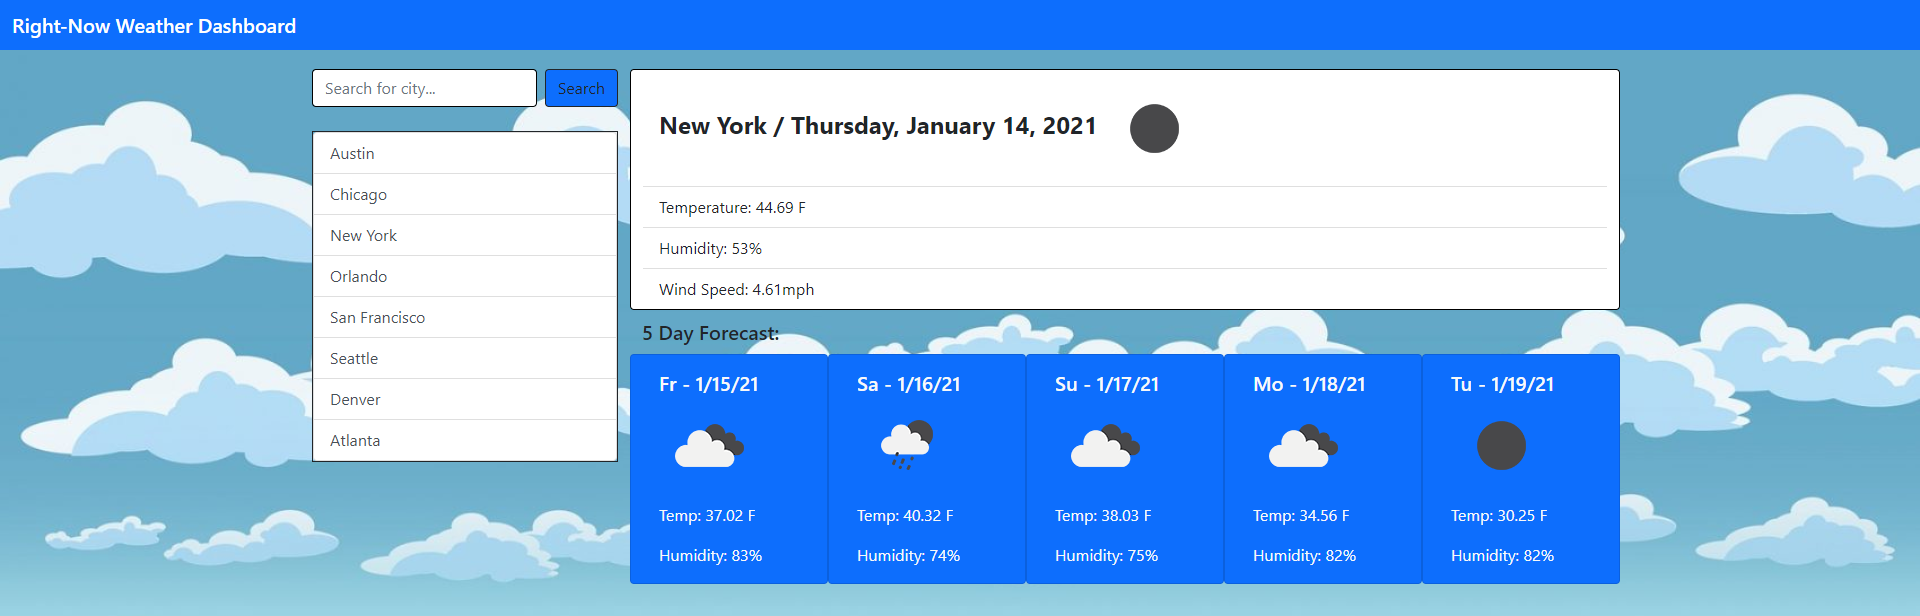 Right-Now Weather Dashboard
Search for city...
Search
Austin
Chicago
New York
Orlando
San Francisco
Seattle
Denver
Atlanta
New York / Thursday, January 14, 2021
Temperature: 44.69 F
Humidity: 53%
Wind Speed: 4.61mph
5 Day Forecast:
Fr - 1/15/21
Temp: 37.02 F
Humidity: 83%
Sa - 1/16/21
Temp: 40.32 F
Humidity: 74%
Su - 1/17/21
Temp: 38.03 F
Humidity: 75%
Mo - 1/18/21
Temp: 34.56 F
Humidity: 82%
Tu - 1/19/21
Temp: 30.25 F
Humidity: 82%